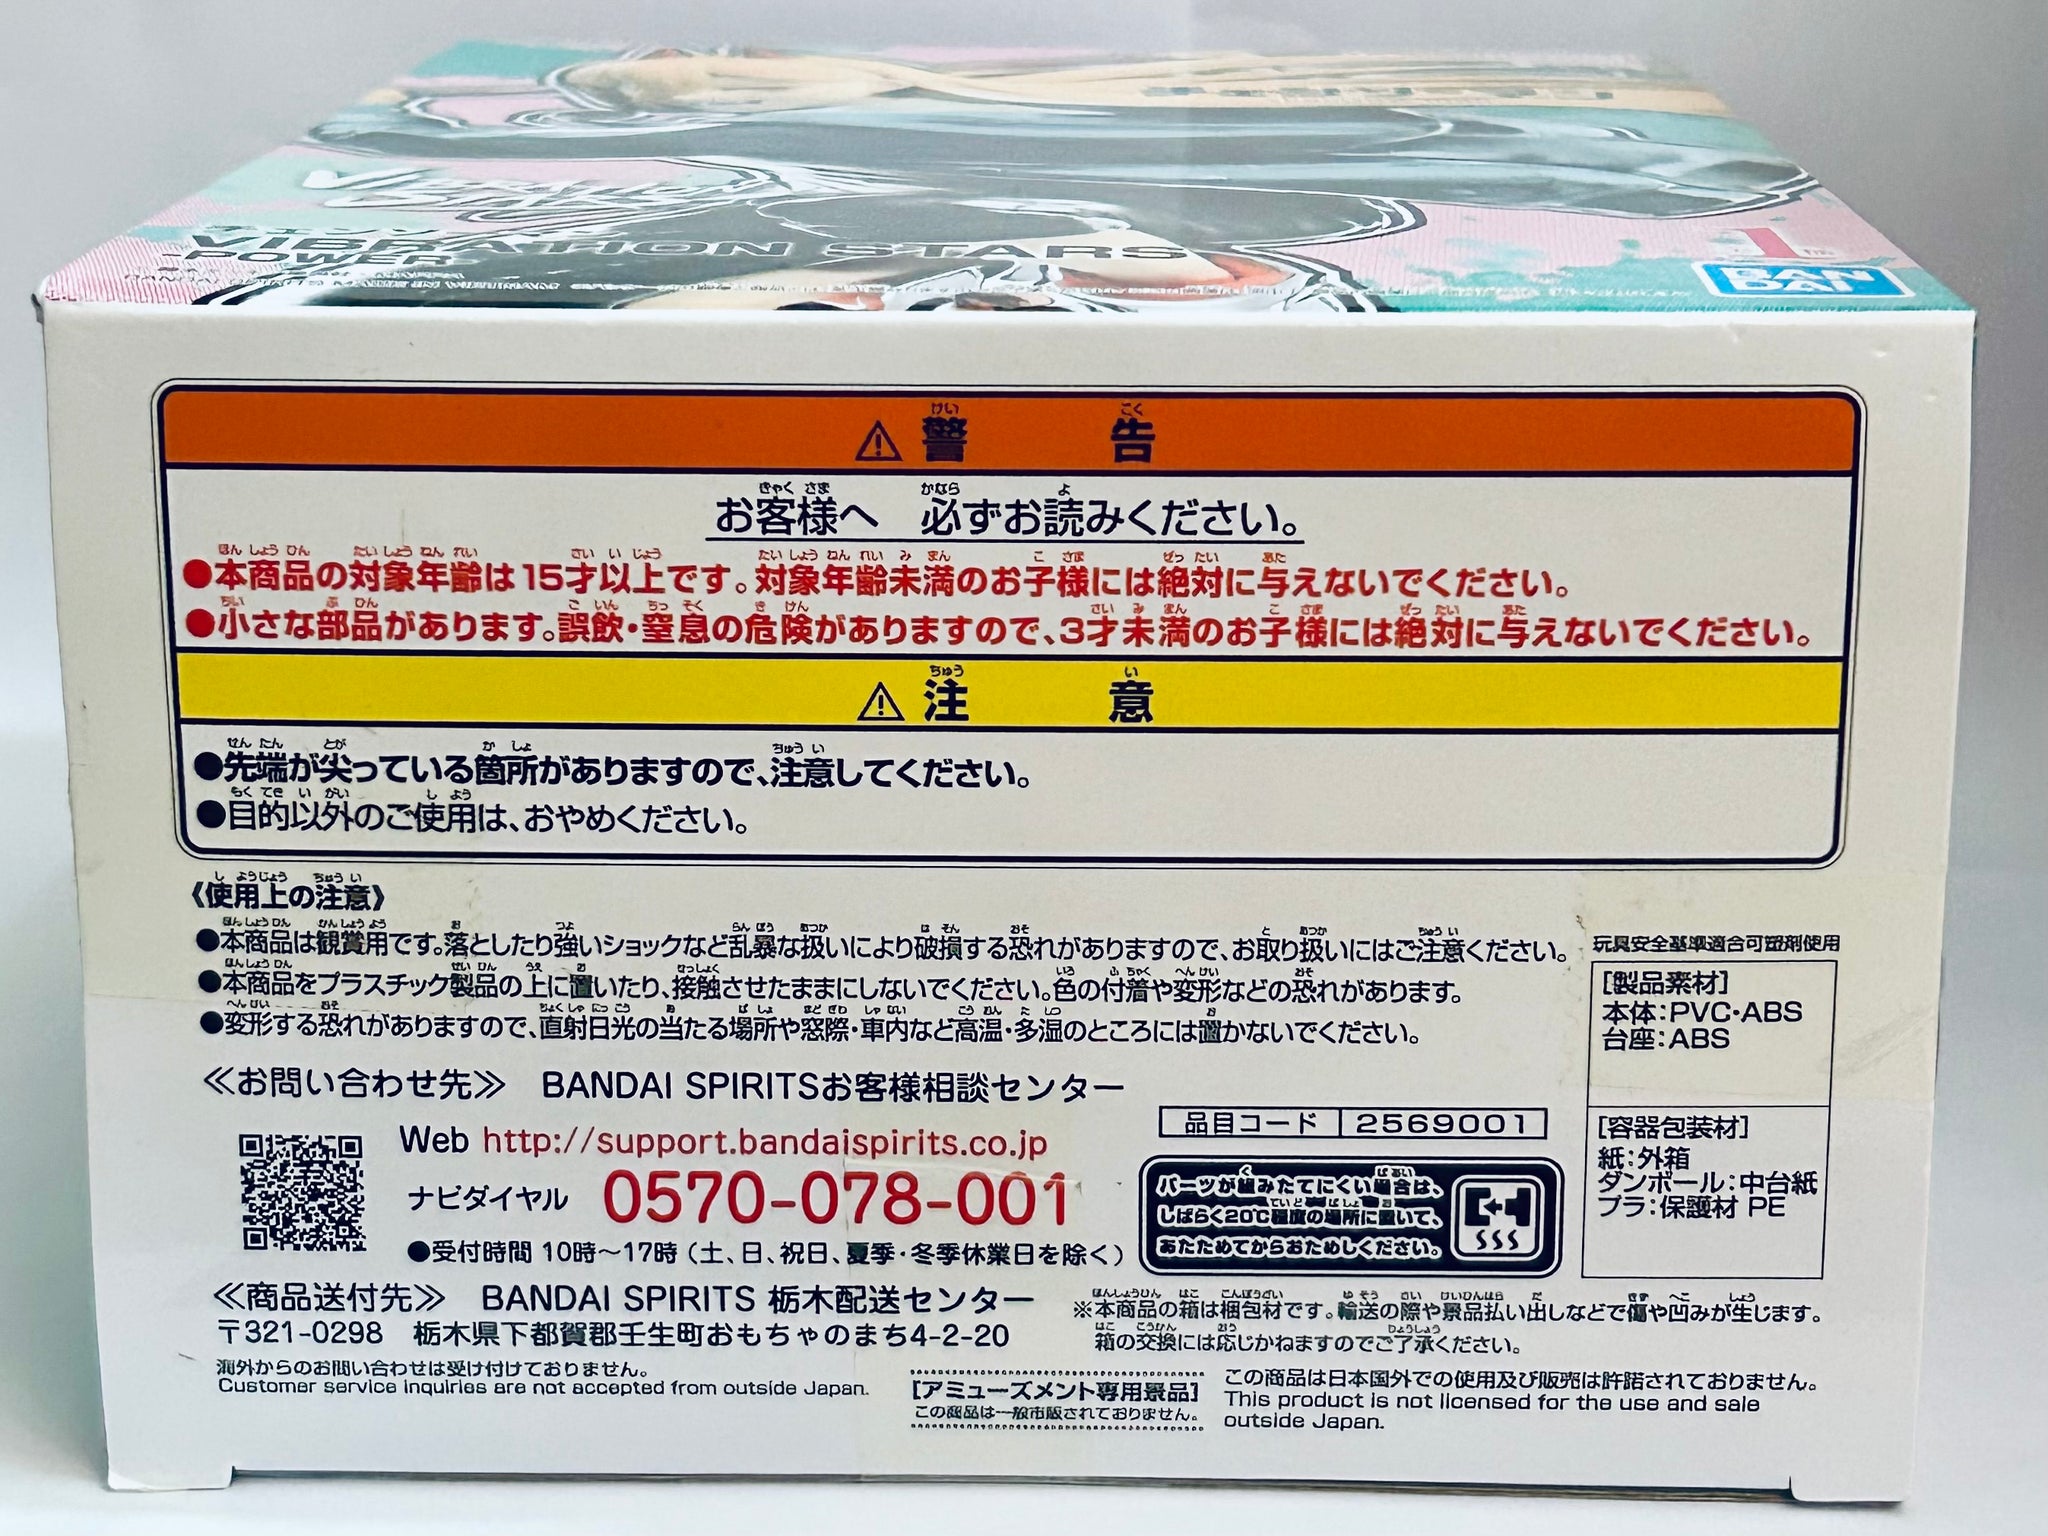 VIBRATION STARS
-POWER
BAN
DAI
警告
お客様へ 必ずお読みください。
●本商品の対象年齢は15才以上です。対象年齢未満のお子様には絶対に与えないでください。
●小さな部品があります。誤飲・窒息の危険がありますので、3才未満のお子様には絶対に与えないでください。
注意
●先端が尖っている箇所がありますので、注意してください。
●目的以外のご使用は、おやめください。
《使用上の注意》
●本商品は観賞用です。落としたり強いショックなど乱暴な扱いにより破損する恐れがありますので、お取り扱いにはご注意ください。
●本商品をプラスチック製品の上に置いたり、接触させたままにしないでください。色の付着や変形などの恐れがあります。
●変形する恐れがありますので、直射日光の当たる場所や窓際・車内など高温・多湿のところには置かないでください。
玩具安全基準適合可塑剤使用
[製品素材]
本体:PVC・ABS
台座:ABS
[容器包装材]
紙:外箱
ダンボール:中台紙
プラ:保護材 PE
≪お問い合わせ先≫ BANDAI SPIRITSお客様相談センター
Web http://support.bandaispirits.co.jp
ナビダイヤル 0570-078-001
●受付時間 10時～17時（土、日、祝日、夏季・冬季休業日を除く）
品目コード 2569001
パーツが組みたてにくい場合は、
しばらく20℃程度の場所に置いて、
あたためてからおためしください。
≪商品送付先≫ BANDAI SPIRITS 栃木配送センター
〒321-0298 栃木県下都賀郡壬生町おもちゃのまち4-2-20
海外からのお問い合わせは受け付けておりません。
Customer service inquiries are not accepted from outside Japan.
※本商品の箱は梱包材です。輸送の際や景品払い出しなどで傷や凹みが生じます。
箱の交換には応じかねますのでご了承ください。
[アミューズメント専用景品]
この商品は一般市販されておりません。
この商品は日本国外での使用及び販売は許諾されておりません。
This product is not licensed for the use and sale
outside Japan.